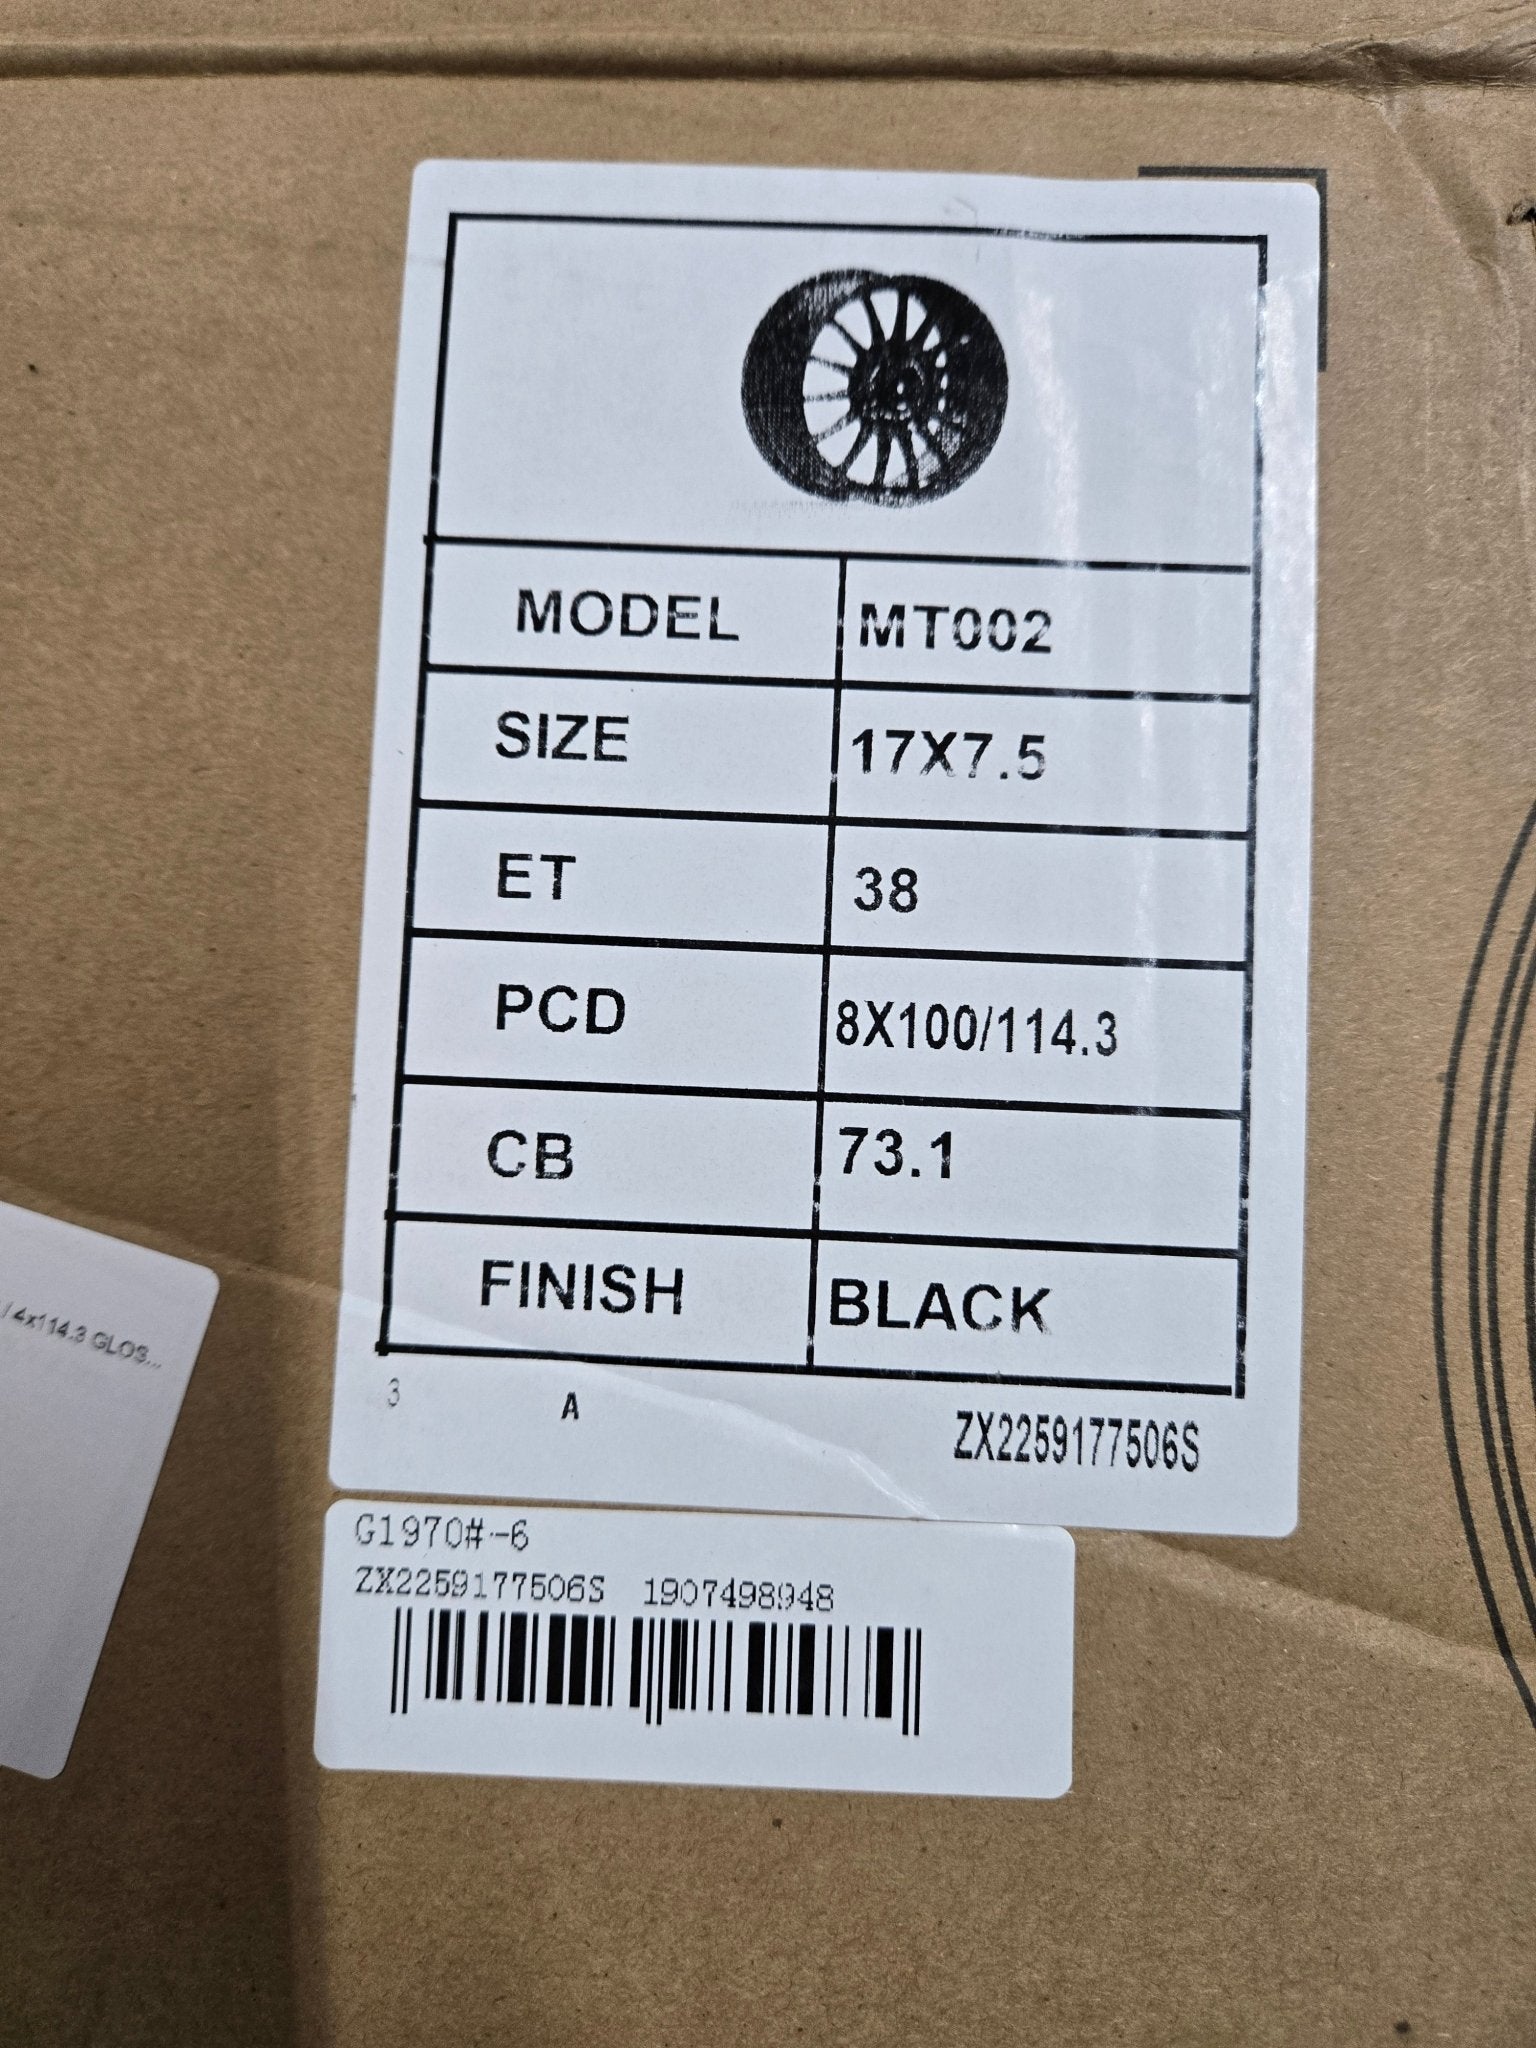 MODEL MT002
SIZE 17X7.5
ET 38
PCD 8X100/114.3
CB 73.1
FINISH BLACK
3 A ZX2259177506S
G1970#-6
ZX2259177506S 1907498948
/ 4x114.3 GLOS...